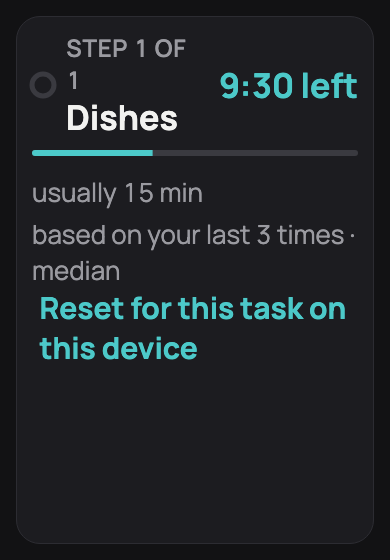 STEP 1 OF
1
Dishes
9:30 left
usually 15 min
based on your last 3 times ·
median
Reset for this task on
this device